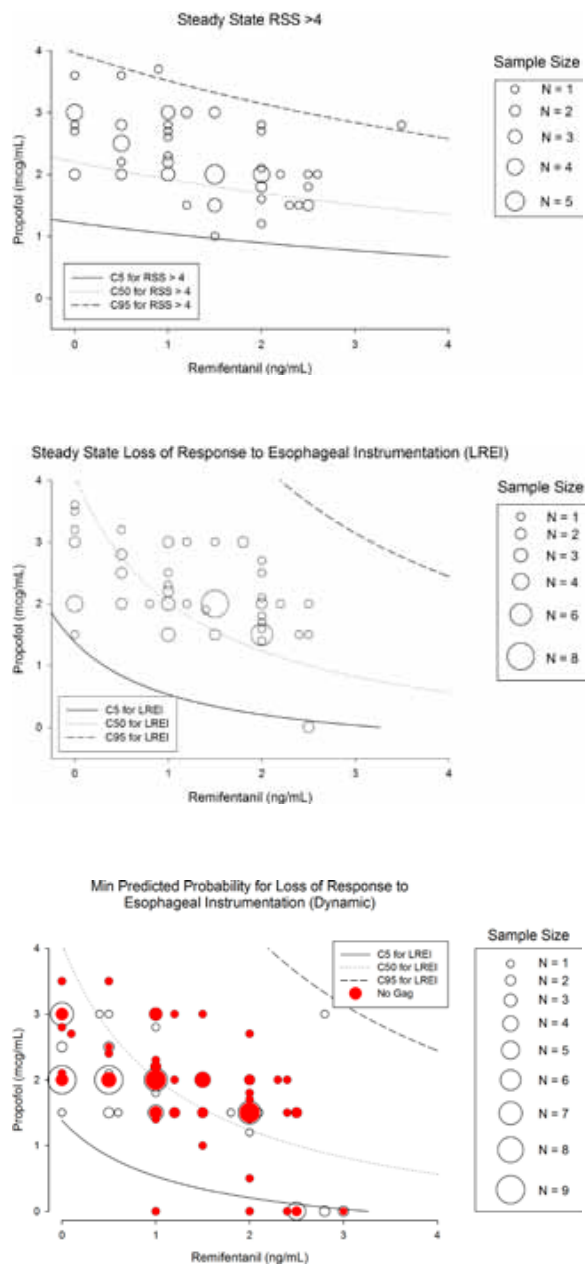 Steady State RSS >4
4
3
2
1
0
Propofol (mcg/mL)
0 1 2 3 4
Remifentanil (ng/mL)
C5 for RSS > 4
C50 for RSS > 4
C95 for RSS > 4
Sample Size
N = 1
N = 2
N = 3
N = 4
N = 5
Steady State Loss of Response to Esophageal Instrumentation (LREI)
4
3
2
1
0
Propofol (mcg/mL)
0 1 2 3 4
Remifentanil (ng/mL)
C5 for LREI
C50 for LREI
C95 for LREI
Sample Size
N = 1
N = 2
N = 3
N = 4
N = 6
N = 8
Min Predicted Probability for Loss of Response to
Esophageal Instrumentation (Dynamic)
4
3
2
1
0
Propofol (mcg/mL)
0 1 2 3 4
Remifentanil (ng/mL)
C5 for LREI
C50 for LREI
C95 for LREI
No Gag
Sample Size
N = 1
N = 2
N = 3
N = 4
N = 5
N = 6
N = 7
N = 8
N = 9